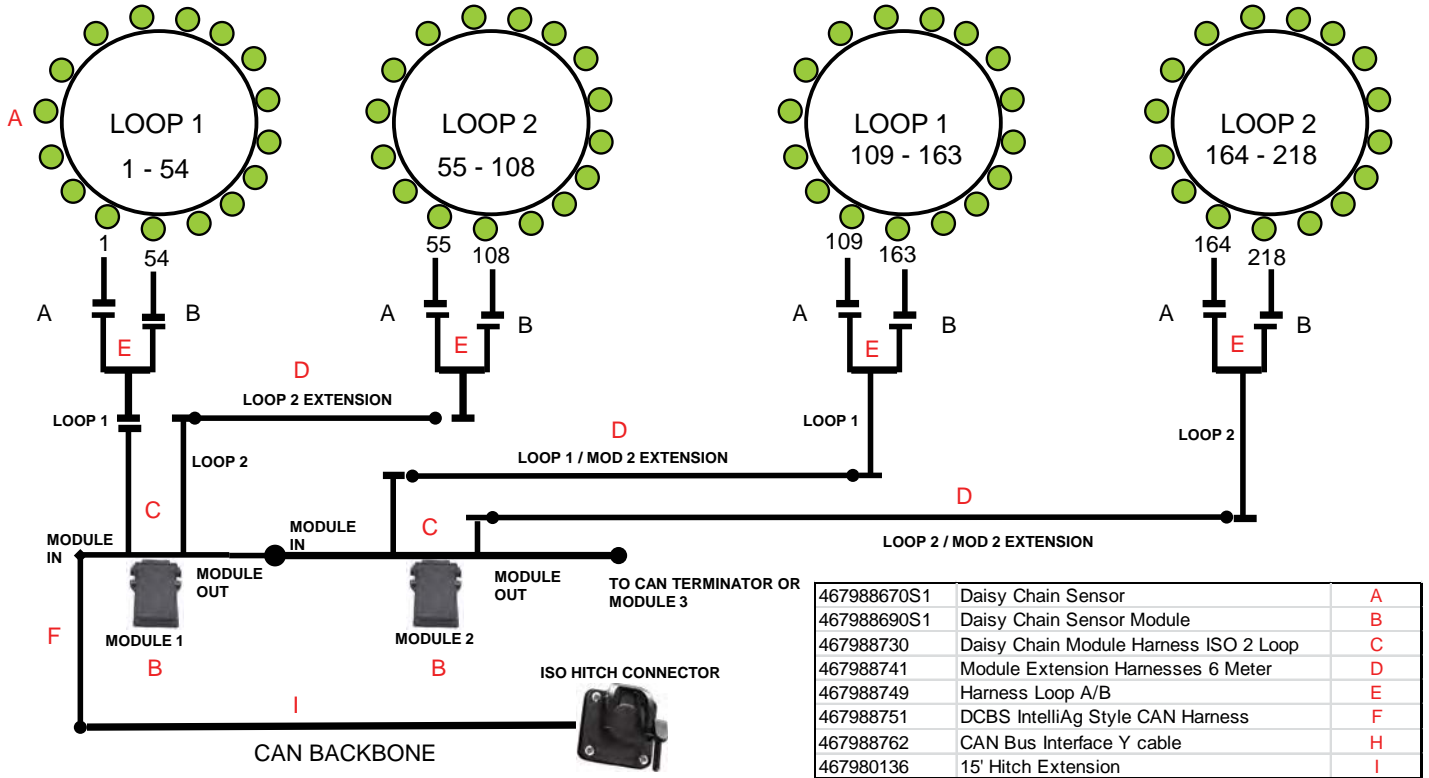 LOOP 1
1 - 54
LOOP 2
55 - 108
LOOP 1
109 - 163
LOOP 2
164 - 218
A
1
54
55
108
109
163
164
218
A
B
A
B
A
B
A
B
E
E
E
E
D
LOOP 2 EXTENSION
LOOP 1
LOOP 2
D
LOOP 1 / MOD 2 EXTENSION
LOOP 1
LOOP 2
D
LOOP 2 / MOD 2 EXTENSION
C
C
MODULE
IN
MODULE
OUT
MODULE
IN
MODULE
OUT
TO CAN TERMINATOR OR
MODULE 3
MODULE 1
B
MODULE 2
B
F
I
CAN BACKBONE
ISO HITCH CONNECTOR
467988670S1 Daisy Chain Sensor A
467988690S1 Daisy Chain Sensor Module B
467988730 Daisy Chain Module Harness ISO 2 Loop C
467988741 Module Extension Harnesses 6 Meter D
467988749 Harness Loop A/B E
467988751 DCBS IntelliAg Style CAN Harness F
467988762 CAN Bus Interface Y cable H
467980136 15' Hitch Extension I